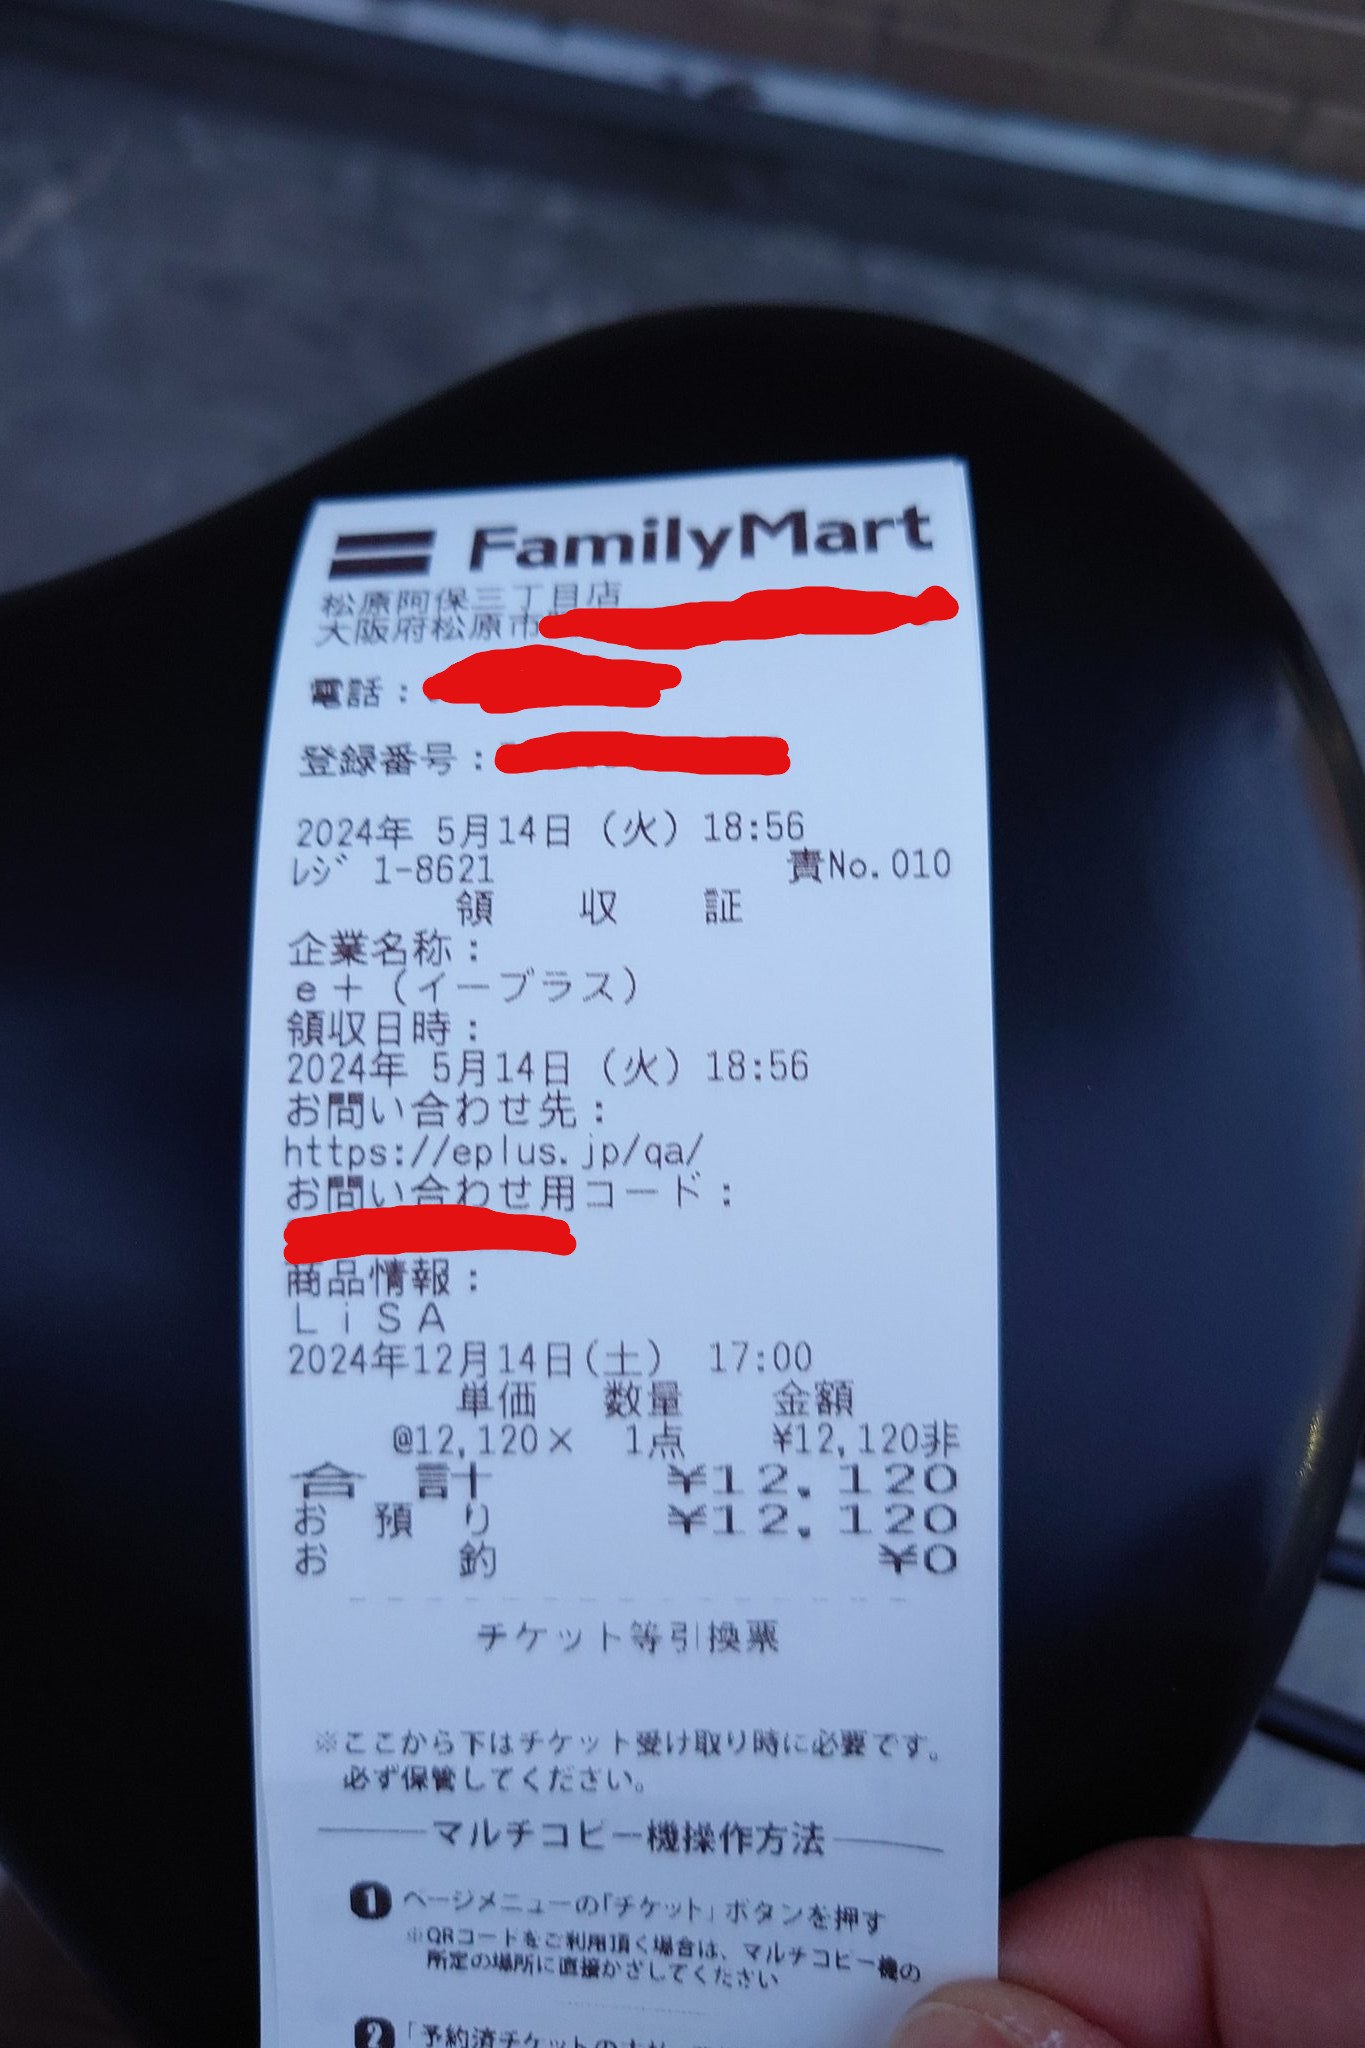 FamilyMart
松原阿保三丁目店
大阪府松原市
電話:
登録番号:
2024年 5月14日 (火) 18:56
レジ 1-8621 責No.010
領 収 証
企業名称:
e+(イープラス)
領収日時:
2024年 5月14日 (火) 18:56
お問い合わせ先:
https://eplus.jp/qa/
お問い合わせ用コード:
商品情報:
LiSA
2024年12月14日(土) 17:00
単価 数量 金額
@12,120× 1点 ¥12,120非
合 計 ¥12,120
お 預 り ¥12,120
お 釣 ¥0
チケット等引換票
※ここから下はチケット受け取り時に必要です。
必ず保管してください。
マルチコピー機操作方法
1 ページメニューの「チケット」ボタンを押す
※QRコードをご利用頂く場合は、マルチコピー機の
所定の場所に直接かざしてください
2 「予約済チケットの